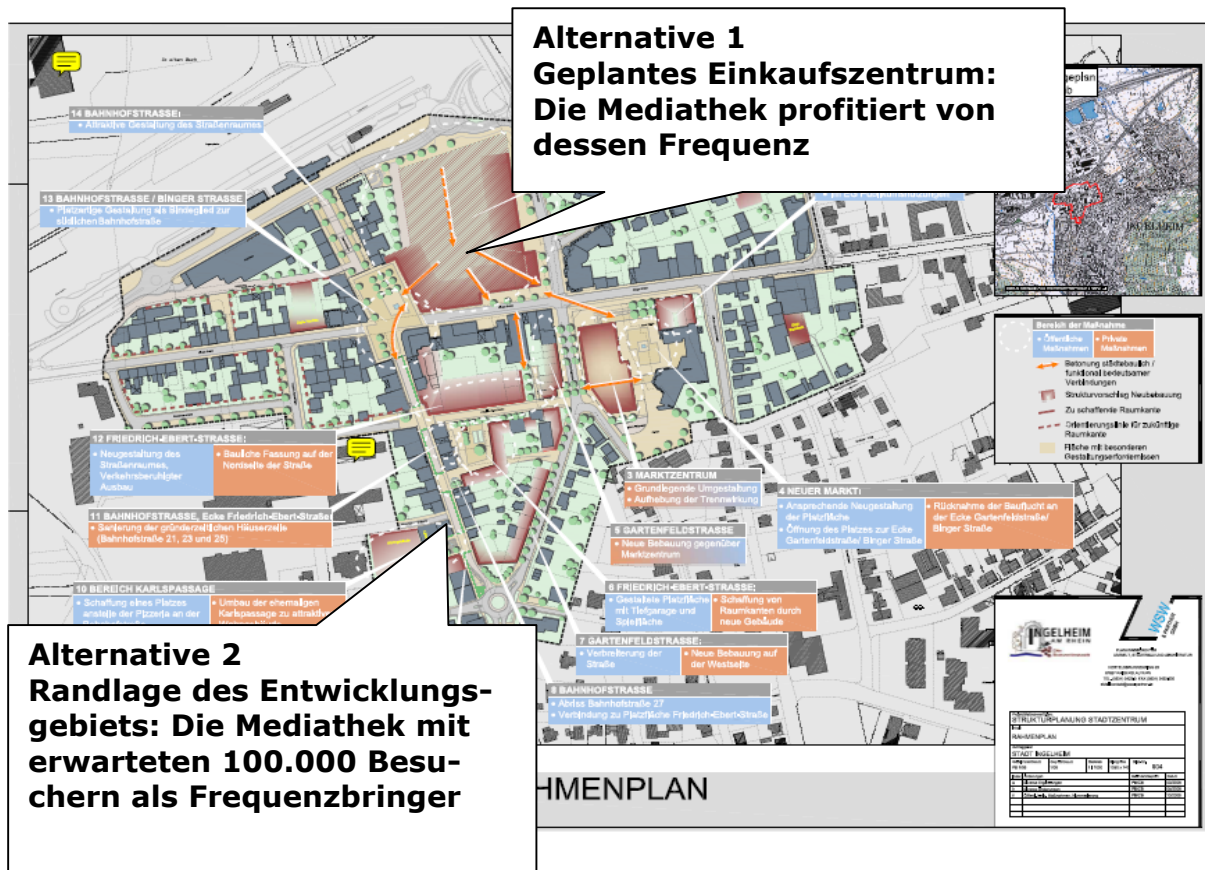 Alternative 1
Geplantes Einkaufszentrum:
Die Mediathek profitiert von
dessen Frequenz
14 BAHNHOFSTRASSE:
• Attraktive Gestaltung des Straßenraumes
13 BAHNHOFSTRASSE / BINGER STRASSE
• Platzartige Gestaltung als Bindeglied zur
südlichen Bahnhofstraße
INGELHEIM
Bereich der Maßnahme
• Öffentliche
Maßnahmen
• Private
Maßnahmen
Betonung städtebaulich /
funktional bedeutsamer
Verbindungen
Strukturvorschlag Neubebauung
Zu schaffende Raumkante
Orientierungslinie für zukünftige
Raumkante
Fläche mit besonderen
Gestaltungserfordernissen
12 FRIEDRICH-EBERT-STRASSE:
• Neugestaltung des
Straßenraumes,
Verkehrsberuhigter
Ausbau
• Bauliche Fassung auf der
Nordseite der Straße
11 BAHNHOFSTRASSE, Ecke Friedrich-Ebert-Straße:
• Sanierung der gründerzeitlichen Häuserzeile
(Bahnhofstraße 21, 23 und 25)
10 BEREICH KARLSPASSAGE
• Schaffung eines Platzes
anstelle der Pizzeria an der
• Umbau der ehemaligen
Karlspassage zu attraktiven
3 MARKTZENTRUM
• Grundlegende Umgestaltung
• Aufhebung der Trennwirkung
4 NEUER MARKT:
• Ansprechende Neugestaltung
der Platzfläche
• Öffnung des Platzes zur Ecke
Gartenfeldstraße/ Binger Straße
• Rücknahme der Bauflucht an
der Ecke Gartenfeldstraße/
Binger Straße
5 GARTENFELDSTRASSE
• Neue Bebauung gegenüber
Marktzentrum
6 FRIEDRICH-EBERT-STRASSE:
• Gestaltete Platzfläche
mit Tiefgarage und
Spielfläche
• Schaffung von
Raumkanten durch
neue Gebäude
7 GARTENFELDSTRASSE:
• Verbreiterung der
Straße
• Neue Bebauung auf
der Westseite
8 BAHNHOFSTRASSE
• Abriss Bahnhofstraße 27
• Verbindung zu Platzfläche Friedrich-Ebert-Straße
Alternative 2
Randlage des Entwicklungs-
gebiets: Die Mediathek mit
erwarteten 100.000 Besu-
chern als Frequenzbringer
HMENPLAN
INGELHEIM
AM RHEIN
WSW
& PARTNER
GMBH
STRUKTURPLANUNG STADTZENTRUM
RAHMENPLAN
STADT INGELHEIM